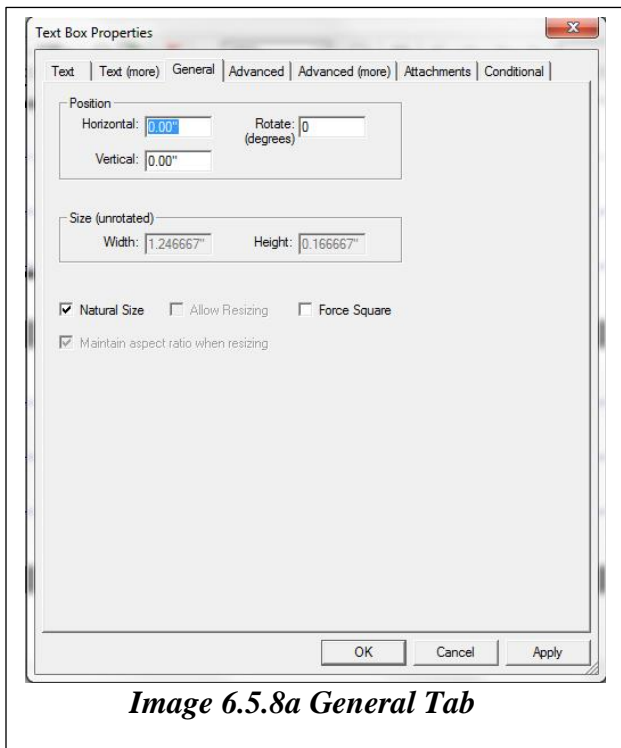 Text Box Properties
Text Text (more) General Advanced Advanced (more) Attachments Conditional
Position
Horizontal: 0.00" Rotate: 0
(degrees)
Vertical: 0.00"
Size (unrotated)
Width: 1.246667" Height: 0.166667"
Natural Size Allow Resizing Force Square
Maintain aspect ratio when resizing
OK Cancel Apply
Image 6.5.8a General Tab